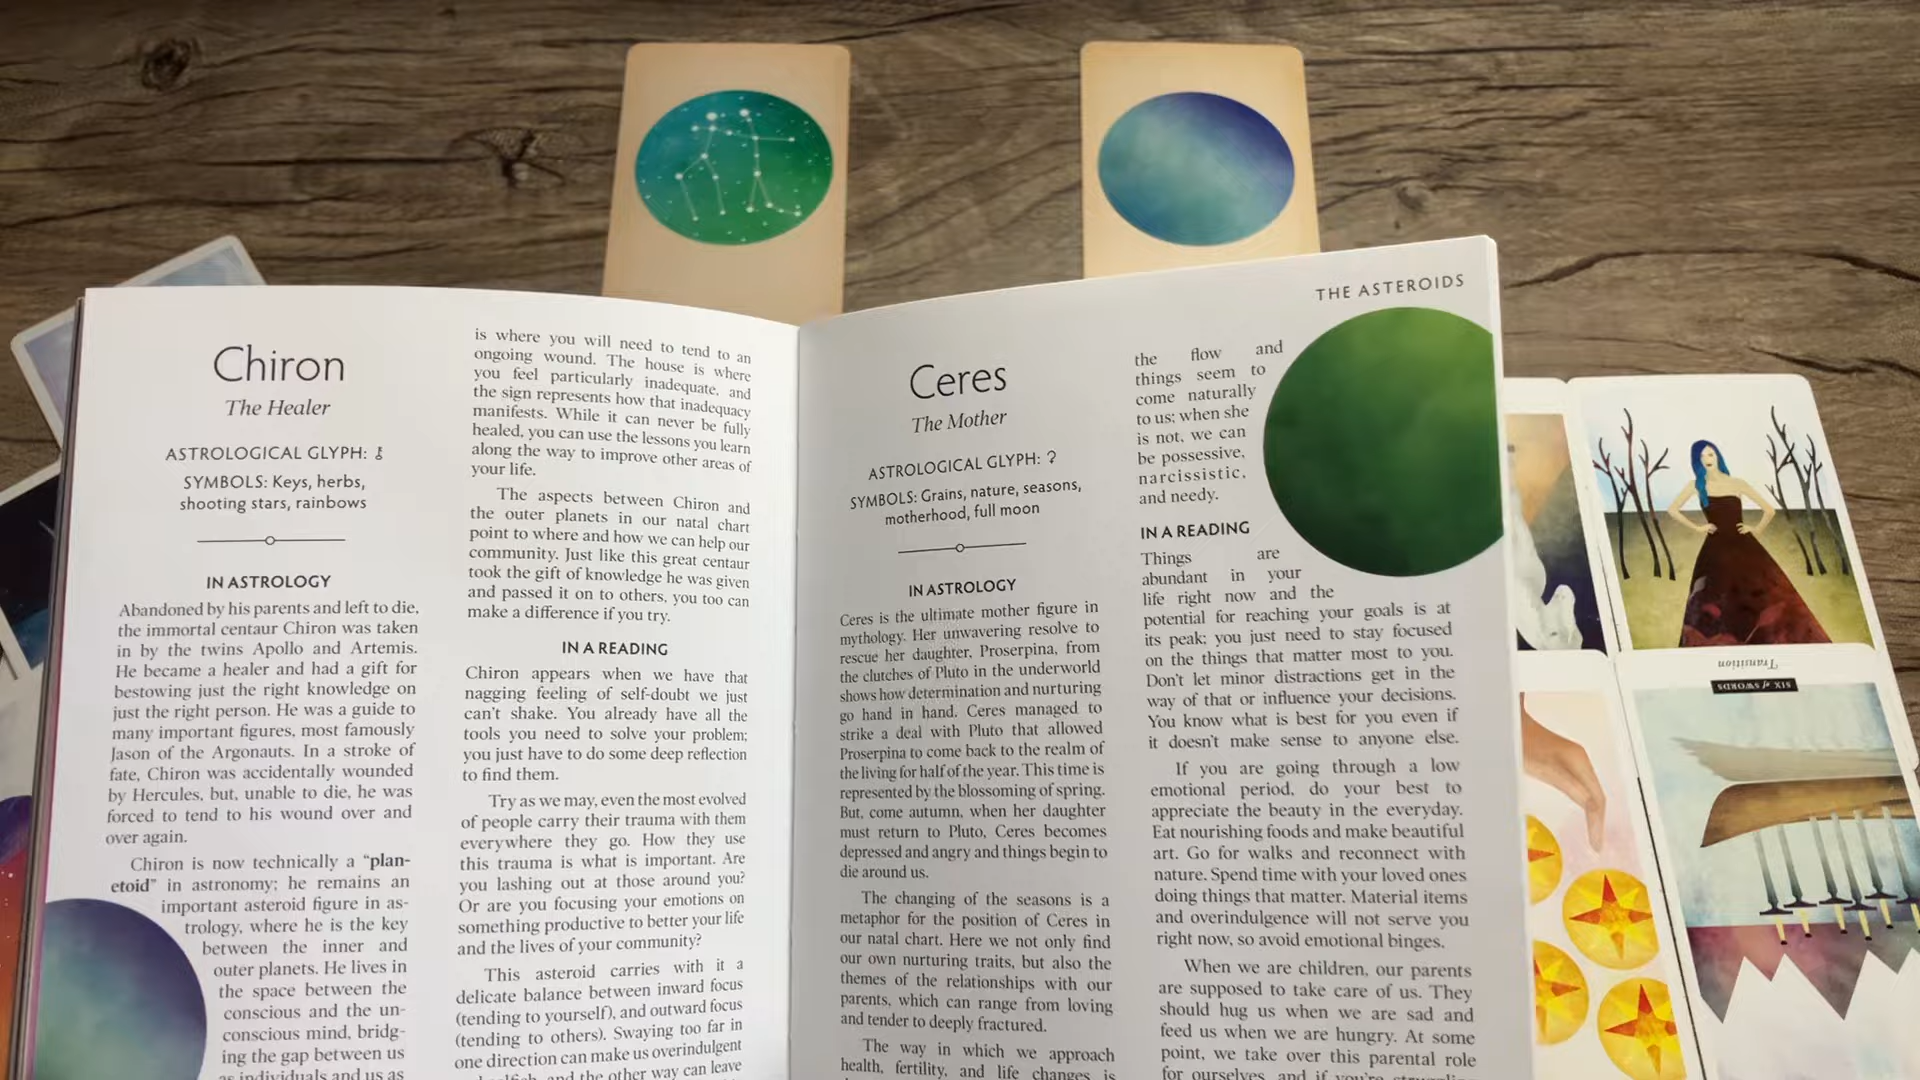 Chiron
The Healer
ASTROLOGICAL GLYPH: ⚷
SYMBOLS: Keys, herbs,
shooting stars, rainbows
IN ASTROLOGY
Abandoned by his parents and left to die,
the immortal centaur Chiron was taken
in by the twins Apollo and Artemis.
He became a healer and had a gift for
bestowing just the right knowledge on
just the right person. He was a guide to
many important figures, most famously
Jason of the Argonauts. In a stroke of
fate, Chiron was accidentally wounded
by Hercules, but, unable to die, he was
forced to tend to his wound over and
over again.
Chiron is now technically a “plan-
etoid” in astronomy; he remains an
important asteroid figure in as-
trology, where he is the key
between the inner and
outer planets. He lives in
the space between the
conscious and the un-
conscious mind, bridg-
ing the gap between us
as individuals and us as
is where you will need to tend to an
ongoing wound. The house is where
you feel particularly inadequate, and
the sign represents how that inadequacy
manifests. While it can never be fully
healed, you can use the lessons you learn
along the way to improve other areas of
your life.
The aspects between Chiron and
the outer planets in our natal chart
point to where and how we can help our
community. Just like this great centaur
took the gift of knowledge he was given
and passed it on to others, you too can
make a difference if you try.
IN A READING
Chiron appears when we have that
nagging feeling of self-doubt we just
can't shake. You already have all the
tools you need to solve your problem;
you just have to do some deep reflection
to find them.
Try as we may, even the most evolved
of people carry their trauma with them
everywhere they go. How they use
this trauma is what is important. Are
you lashing out at those around you?
Or are you focusing your emotions on
something productive to better your life
and the lives of your community?
This asteroid carries with it a
delicate balance between inward focus
(tending to yourself), and outward focus
(tending to others). Swaying too far in
one direction can make us overindulgent
and the other way can leave
THE ASTEROIDS
Ceres
The Mother
ASTROLOGICAL GLYPH: ⚳
SYMBOLS: Grains, nature, seasons,
motherhood, full moon
IN ASTROLOGY
Ceres is the ultimate mother figure in
mythology. Her unwavering resolve to
rescue her daughter, Proserpina, from
the clutches of Pluto in the underworld
shows how determination and nurturing
go hand in hand. Ceres managed to
strike a deal with Pluto that allowed
Proserpina to come back to the realm of
the living for half of the year. This time is
represented by the blossoming of spring.
But, come autumn, when her daughter
must return to Pluto, Ceres becomes
depressed and angry and things begin to
die around us.
The changing of the seasons is a
metaphor for the position of Ceres in
our natal chart. Here we not only find
our own nurturing traits, but also the
themes of the relationships with our
parents, which can range from loving
and tender to deeply fractured.
The way in which we approach
health, fertility, and life changes is
the flow and
things seem to
come naturally
to us; when she
is not, we can
be possessive,
narcissistic,
and needy.
IN A READING
Things are
abundant in your
life right now and the
potential for reaching your goals is at
its peak; you just need to stay focused
on the things that matter most to you.
Don't let minor distractions get in the
way of that or influence your decisions.
You know what is best for you even if
it doesn't make sense to anyone else.
If you are going through a low
emotional period, do your best to
appreciate the beauty in the everyday.
Eat nourishing foods and make beautiful
art. Go for walks and reconnect with
nature. Spend time with your loved ones
doing things that matter. Material items
and overindulgence will not serve you
right now, so avoid emotional binges.
When we are children, our parents
are supposed to take care of us. They
should hug us when we are sad and
feed us when we are hungry. At some
point, we take over this parental role
for ourselves, and if you're
Transition
SIX of SWORDS